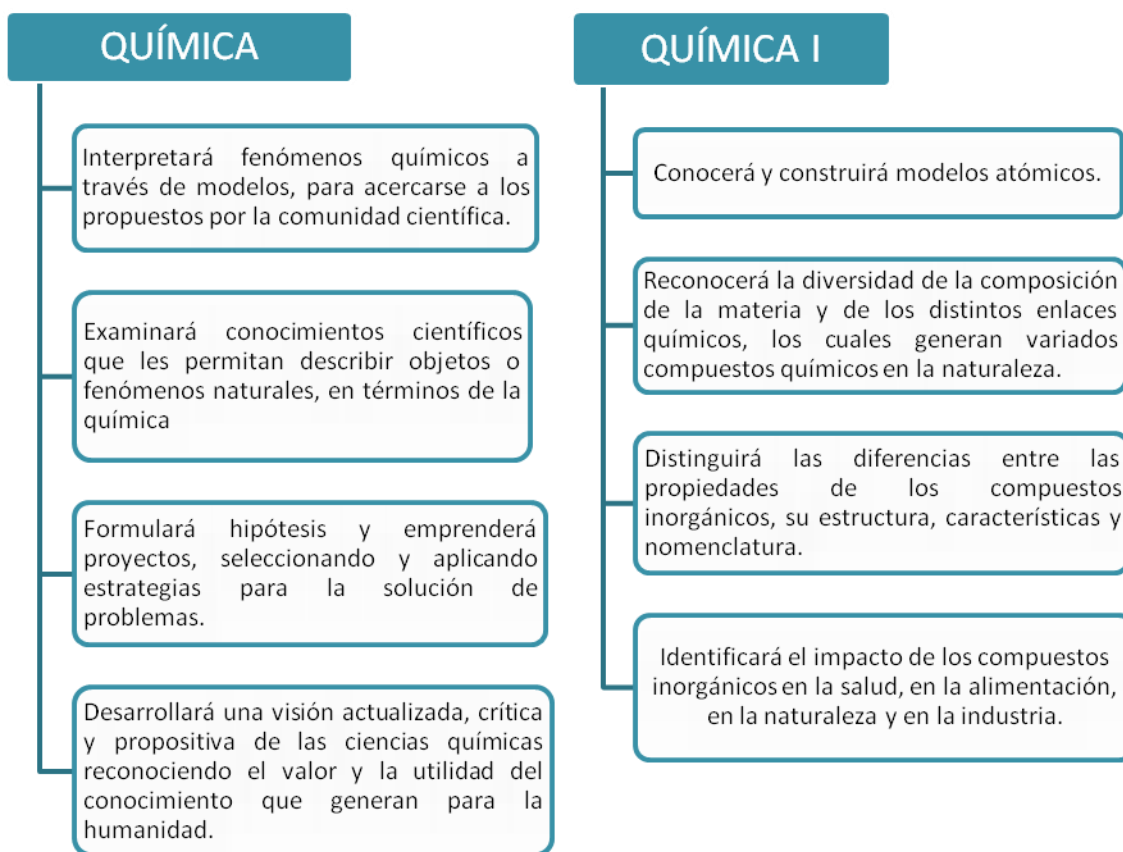 QUÍMICA
Interpretará fenómenos químicos a
través de modelos, para acercarse a los
propuestos por la comunidad científica.
Examinará conocimientos científicos
que les permitan describir objetos o
fenómenos naturales, en términos de la
química
Formulará hipótesis y emprenderá
proyectos, seleccionando y aplicando
estrategias para la solución de
problemas.
Desarrollará una visión actualizada, crítica
y propositiva de las ciencias químicas
reconociendo el valor y la utilidad del
conocimiento que generan para la
humanidad.
QUÍMICA I
Conocerá y construirá modelos atómicos.
Reconocerá la diversidad de la composición
de la materia y de los distintos enlaces
químicos, los cuales generan variados
compuestos químicos en la naturaleza.
Distinguirá las diferencias entre las
propiedades de los compuestos
inorgánicos, su estructura, características y
nomenclatura.
Identificará el impacto de los compuestos
inorgánicos en la salud, en la alimentación,
en la naturaleza y en la industria.